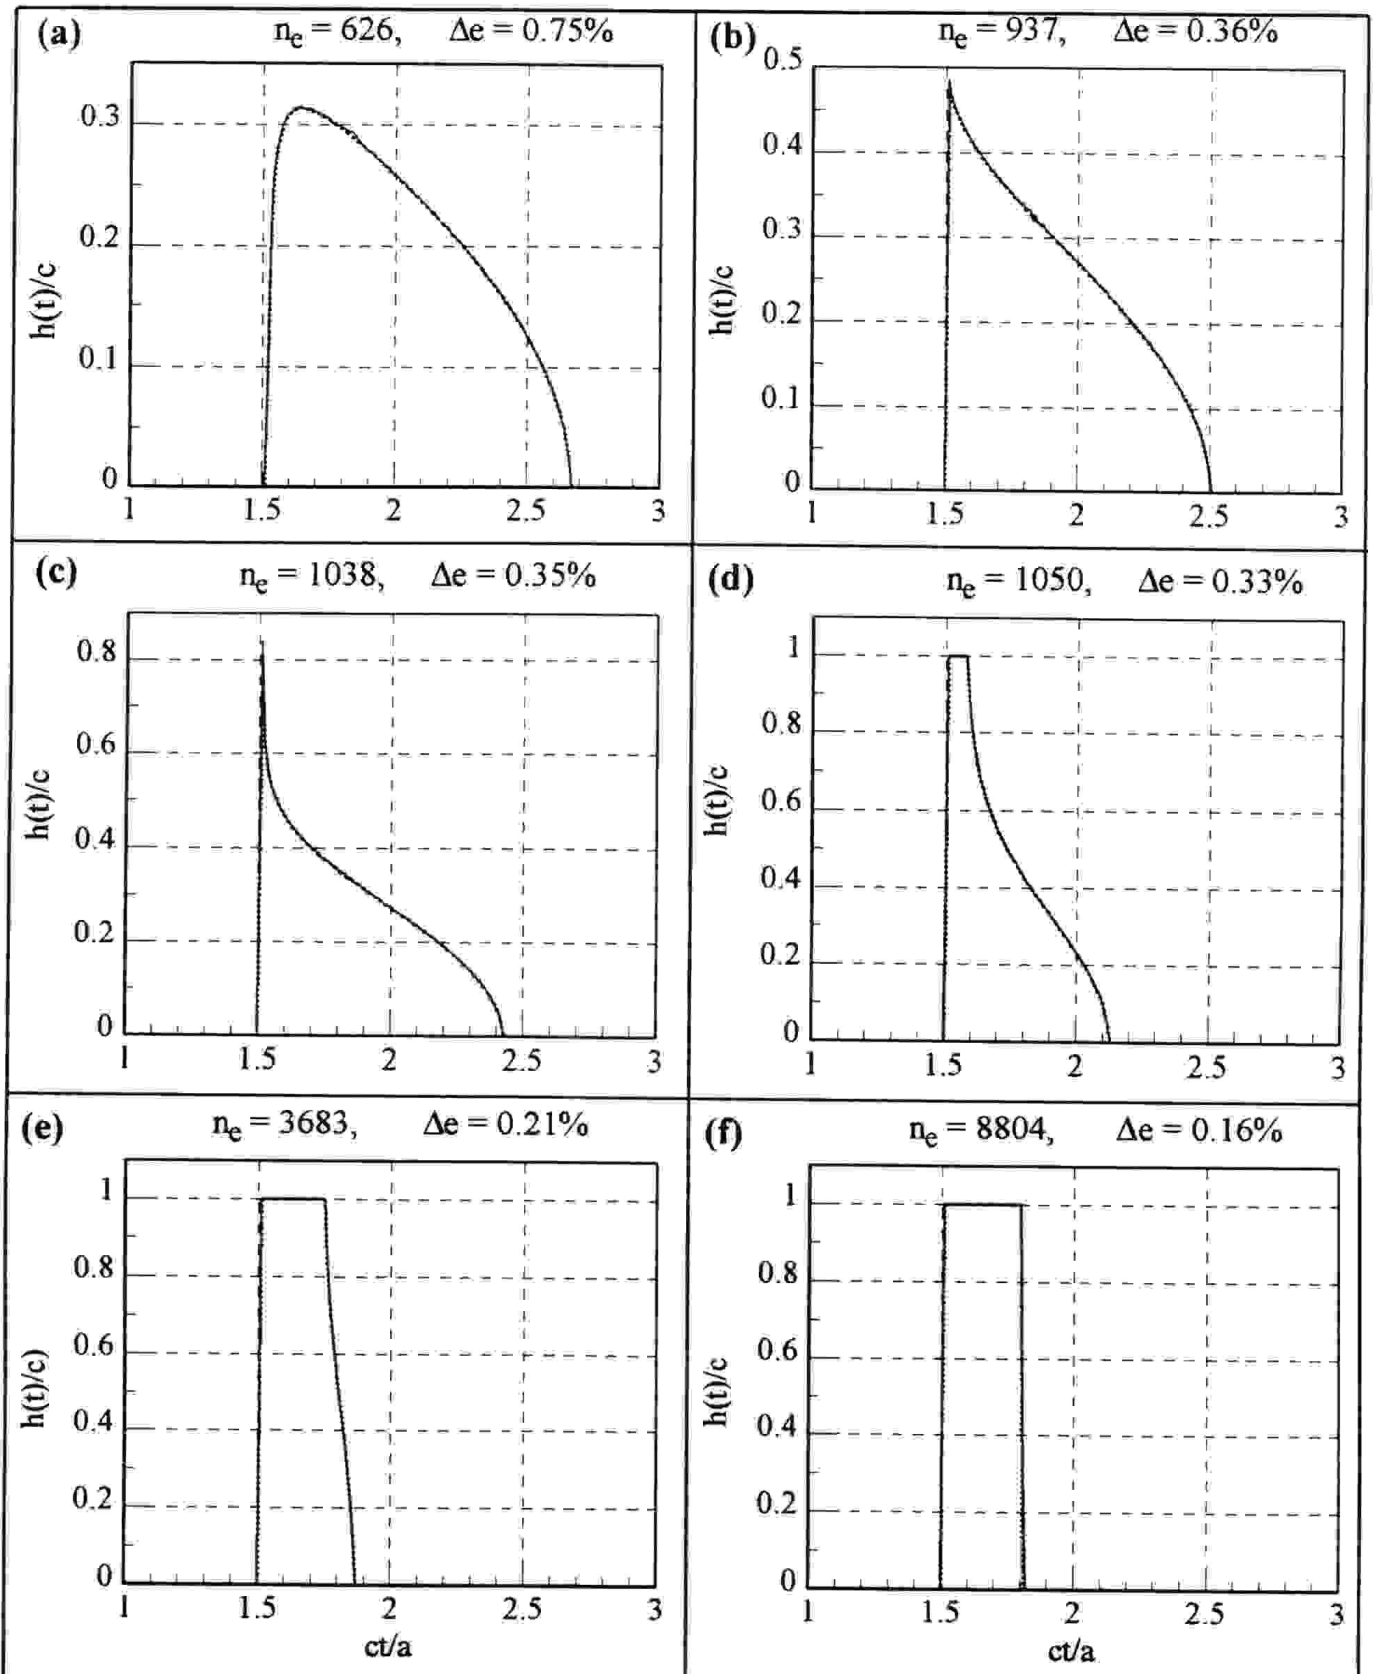 (a) nₑ = 626, Δe = 0.75%
0.3
0.2
0.1
0
h(t)/c
1 1.5 2 2.5 3
(b) nₑ = 937, Δe = 0.36%
0.5
0.4
0.3
0.2
0.1
0
h(t)/c
1 1.5 2 2.5 3
(c) nₑ = 1038, Δe = 0.35%
0.8
0.6
0.4
0.2
0
h(t)/c
1 1.5 2 2.5 3
(d) nₑ = 1050, Δe = 0.33%
1
0.8
0.6
0.4
0.2
0
h(t)/c
1 1.5 2 2.5 3
(e) nₑ = 3683, Δe = 0.21%
1
0.8
0.6
0.4
0.2
0
h(t)/c)
1 1.5 2 2.5 3
ct/a
(f) nₑ = 8804, Δe = 0.16%
1
0.8
0.6
0.4
0.2
0
h(t)/c
1 1.5 2 2.5 3
ct/a